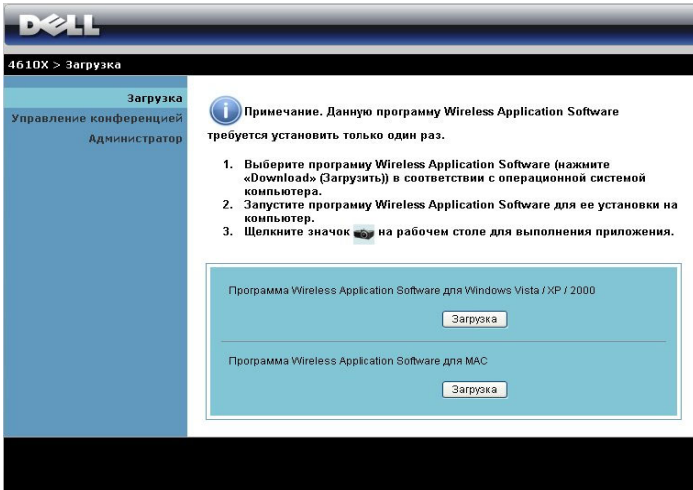 DELL
4610X > Загрузка
Загрузка
Управление конференцией
Администратор
Примечание. Данную программу Wireless Application Software
требуется установить только один раз.
1. Выберите програму Wireless Application Software (нажмите
«Download» (Загрузить)) в соответствии с операционной системой
компьютера.
2. Запустите програму Wireless Application Software для ее установки на
компьютер.
3. Щелкните значок на рабочем столе для выполнения приложения.
Программа Wireless Application Software для Windows Vista / XP / 2000
Загрузка
Программа Wireless Application Software для MAC
Загрузка